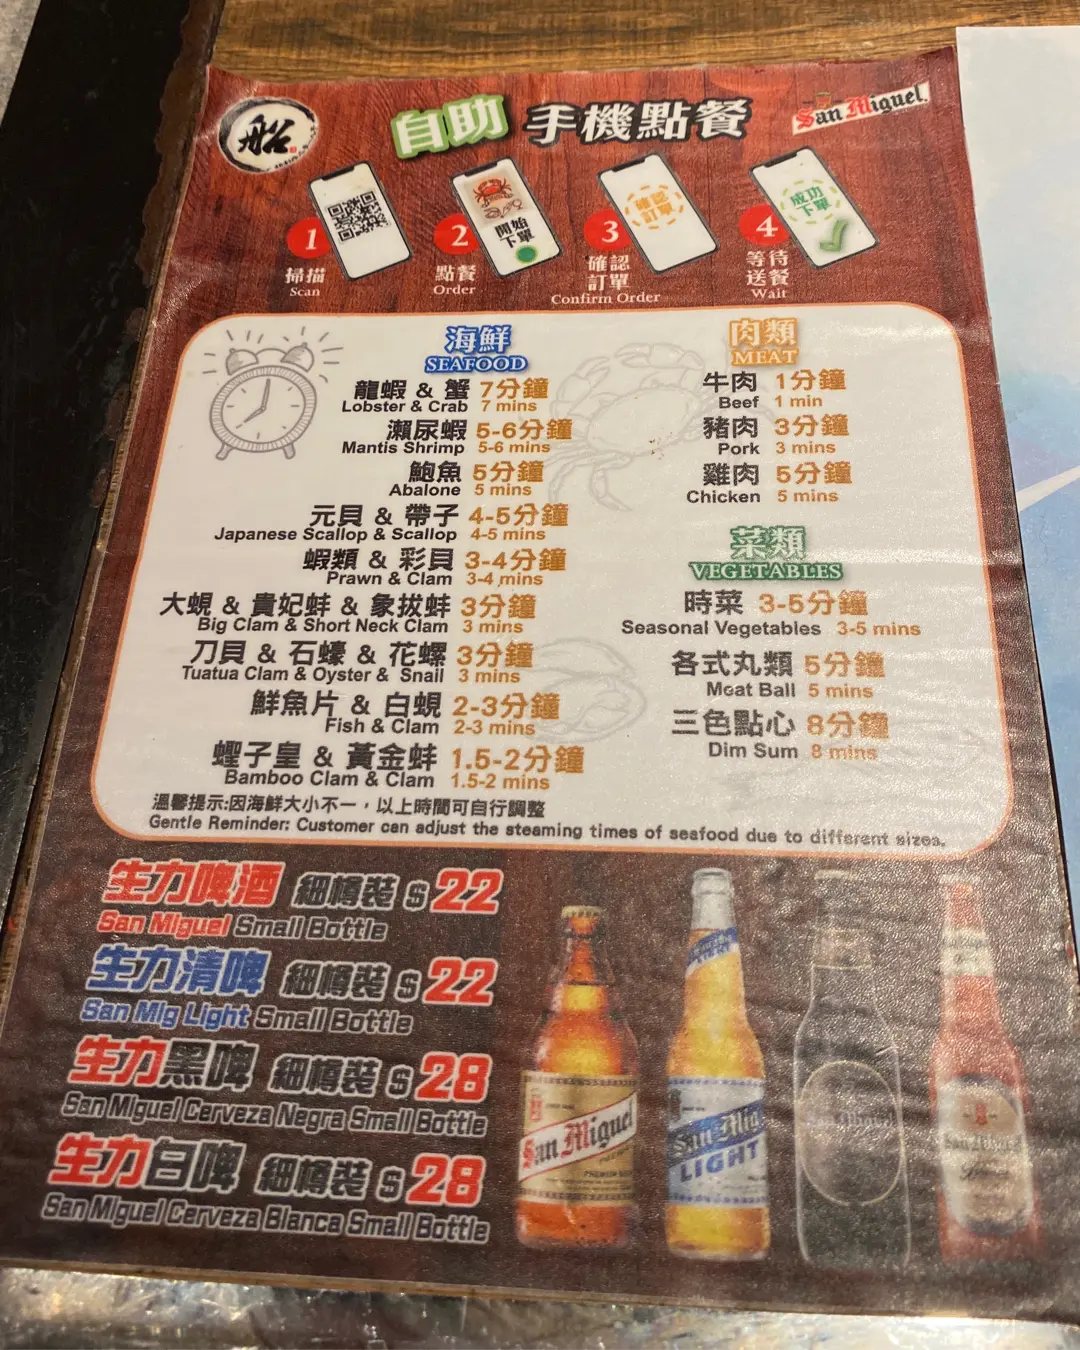 船
自助 手機點餐
San Miguel
1
掃描
Scan
2
點餐
Order
開始
下單
3
確認
訂單
Confirm Order
確認
訂單
4
等待
送餐
Wait
成功
下單
海鮮
SEAFOOD
龍蝦 & 蟹 7分鐘
Lobster & Crab 7 mins
瀨尿蝦 5-6分鐘
Mantis Shrimp 5-6 mins
鮑魚 5分鐘
Abalone 5 mins
元貝 & 帶子 4-5分鐘
Japanese Scallop & Scallop 4-5 mins
蝦類 & 彩貝 3-4分鐘
Prawn & Clam 3-4 mins
大蜆 & 貴妃蚌 & 象拔蚌 3分鐘
Big Clam & Short Neck Clam 3 mins
刀貝 & 石蠔 & 花螺 3分鐘
Tuatua Clam & Oyster & Snail 3 mins
鮮魚片 & 白蜆 2-3分鐘
Fish & Clam 2-3 mins
蟶子皇 & 黃金蚌 1.5-2分鐘
Bamboo Clam & Clam 1.5-2 mins
肉類
MEAT
牛肉 1分鐘
Beef 1 min
豬肉 3分鐘
Pork 3 mins
雞肉 5分鐘
Chicken 5 mins
菜類
VEGETABLES
時菜 3-5分鐘
Seasonal Vegetables 3-5 mins
各式丸類 5分鐘
Meat Ball 5 mins
三色點心 8分鐘
Dim Sum 8 mins
溫馨提示:因海鮮大小不一，以上時間可自行調整
Gentle Reminder: Customer can adjust the steaming times of seafood due to different sizes.
生力啤酒 細樽裝 $22
San Miguel Small Bottle
生力清啤 細樽裝 $22
San Mig Light Small Bottle
生力黑啤 細樽裝 $28
San Miguel Cerveza Negra Small Bottle
生力白啤 細樽裝 $28
San Miguel Cerveza Blanca Small Bottle
San Miguel
San Mig
LIGHT
San Miguel
San Miguel